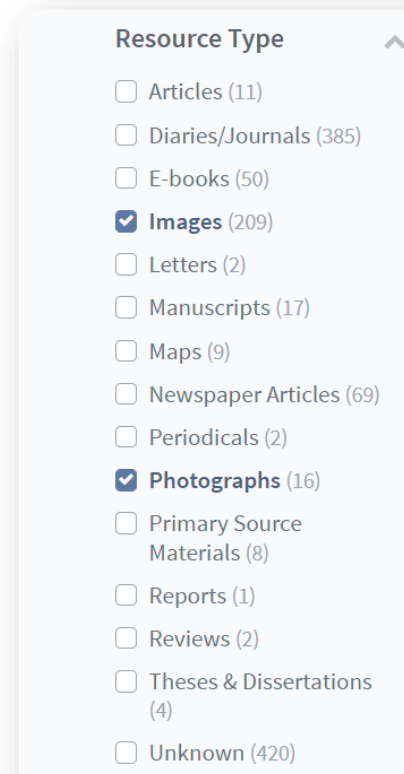 Resource Type
Articles (11)
Diaries/Journals (385)
E-books (50)
Images (209)
Letters (2)
Manuscripts (17)
Maps (9)
Newspaper Articles (69)
Periodicals (2)
Photographs (16)
Primary Source
Materials (8)
Reports (1)
Reviews (2)
Theses & Dissertations
(4)
Unknown (420)